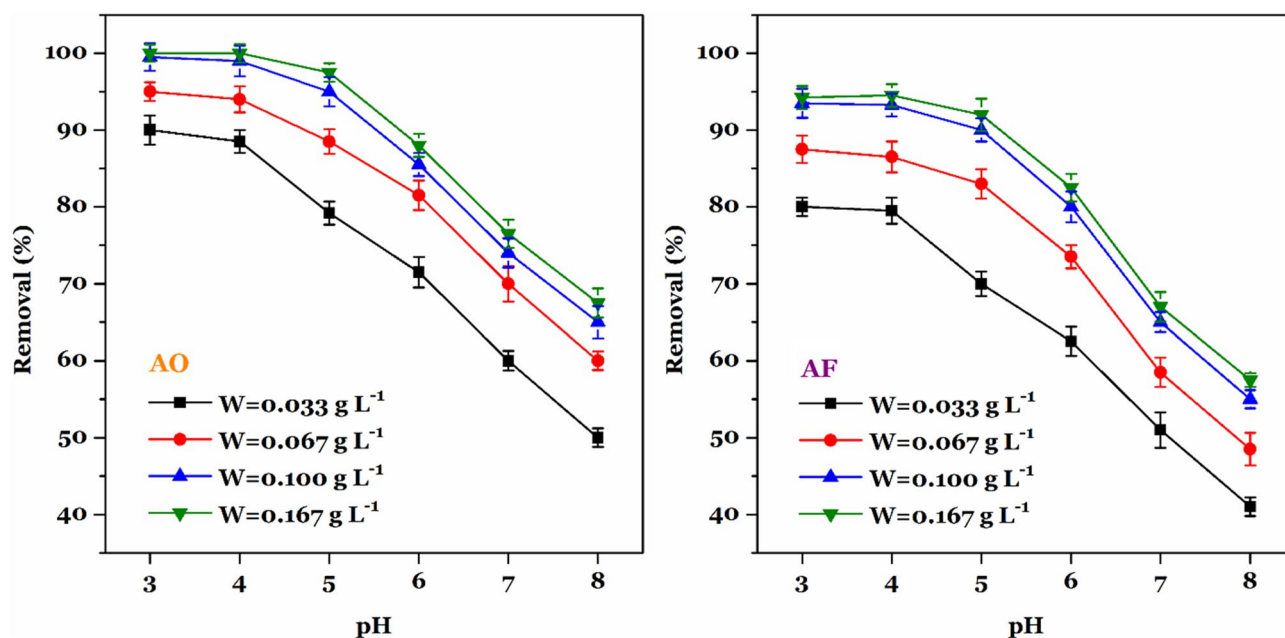 100
90
80
70
60
50
40
Removal (%)
AO
W=0.033 g L⁻¹
W=0.067 g L⁻¹
W=0.100 g L⁻¹
W=0.167 g L⁻¹
3 4 5 6 7 8
pH
100
90
80
70
60
50
40
Removal (%)
AF
W=0.033 g L⁻¹
W=0.067 g L⁻¹
W=0.100 g L⁻¹
W=0.167 g L⁻¹
3 4 5 6 7 8
pH